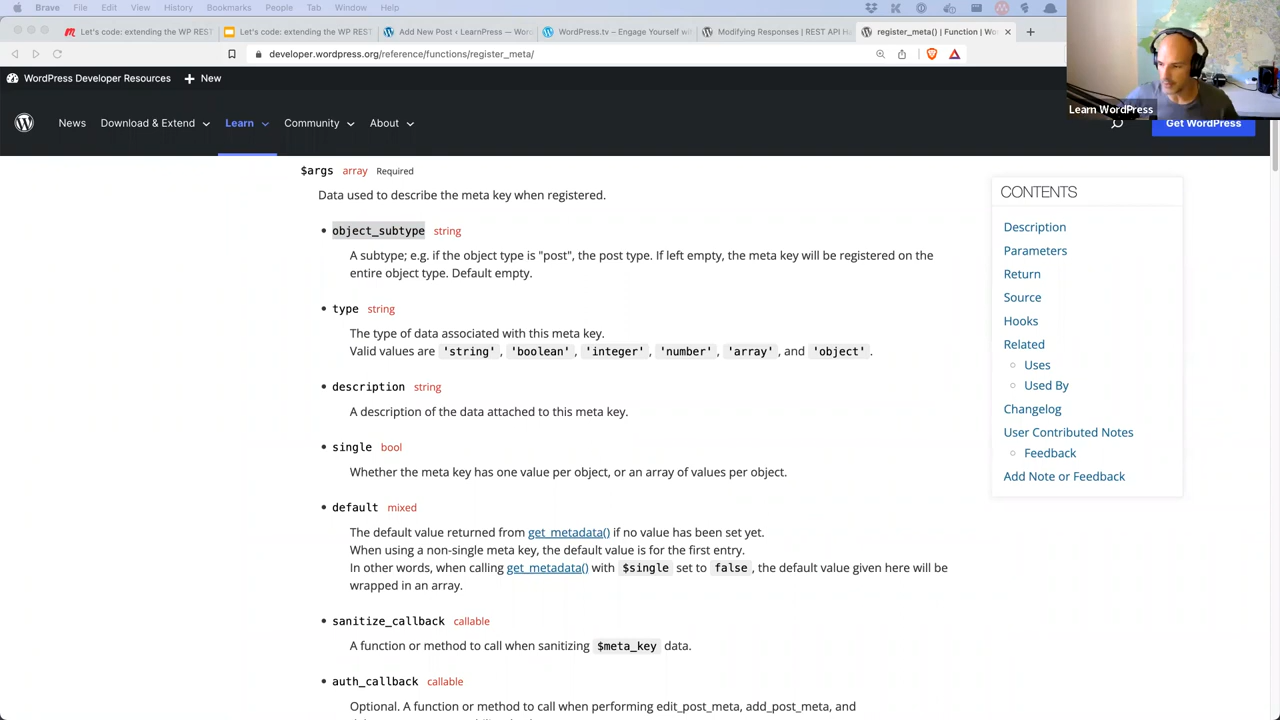 Brave File Edit View History Bookmarks Profiles Tab Window Help
Let's code: extending the WP REST
Let's code: extending the WP REST
Add New Post ‹ LearnPress — Worc
WordPress.tv – Engage Yourself wi
Modifying Responses | REST API Ha
register_meta() | Function | Wo
developer.wordpress.org/reference/functions/register_meta/
WordPress Developer Resources
New
Learn WordPress
News
Download & Extend
Learn
Community
About
Get WordPress
$args array Required
Data used to describe the meta key when registered.
object_subtype string
A subtype; e.g. if the object type is "post", the post type. If left empty, the meta key will be registered on the
entire object type. Default empty.
type string
The type of data associated with this meta key.
Valid values are 'string', 'boolean', 'integer', 'number', 'array', and 'object'.
description string
A description of the data attached to this meta key.
single bool
Whether the meta key has one value per object, or an array of values per object.
default mixed
The default value returned from get_metadata() if no value has been set yet.
When using a non-single meta key, the default value is for the first entry.
In other words, when calling get_metadata() with $single set to false, the default value given here will be
wrapped in an array.
sanitize_callback callable
A function or method to call when sanitizing $meta_key data.
auth_callback callable
Optional. A function or method to call when performing edit_post_meta, add_post_meta, and
CONTENTS
Description
Parameters
Return
Source
Hooks
Related
Uses
Used By
Changelog
User Contributed Notes
Feedback
Add Note or Feedback